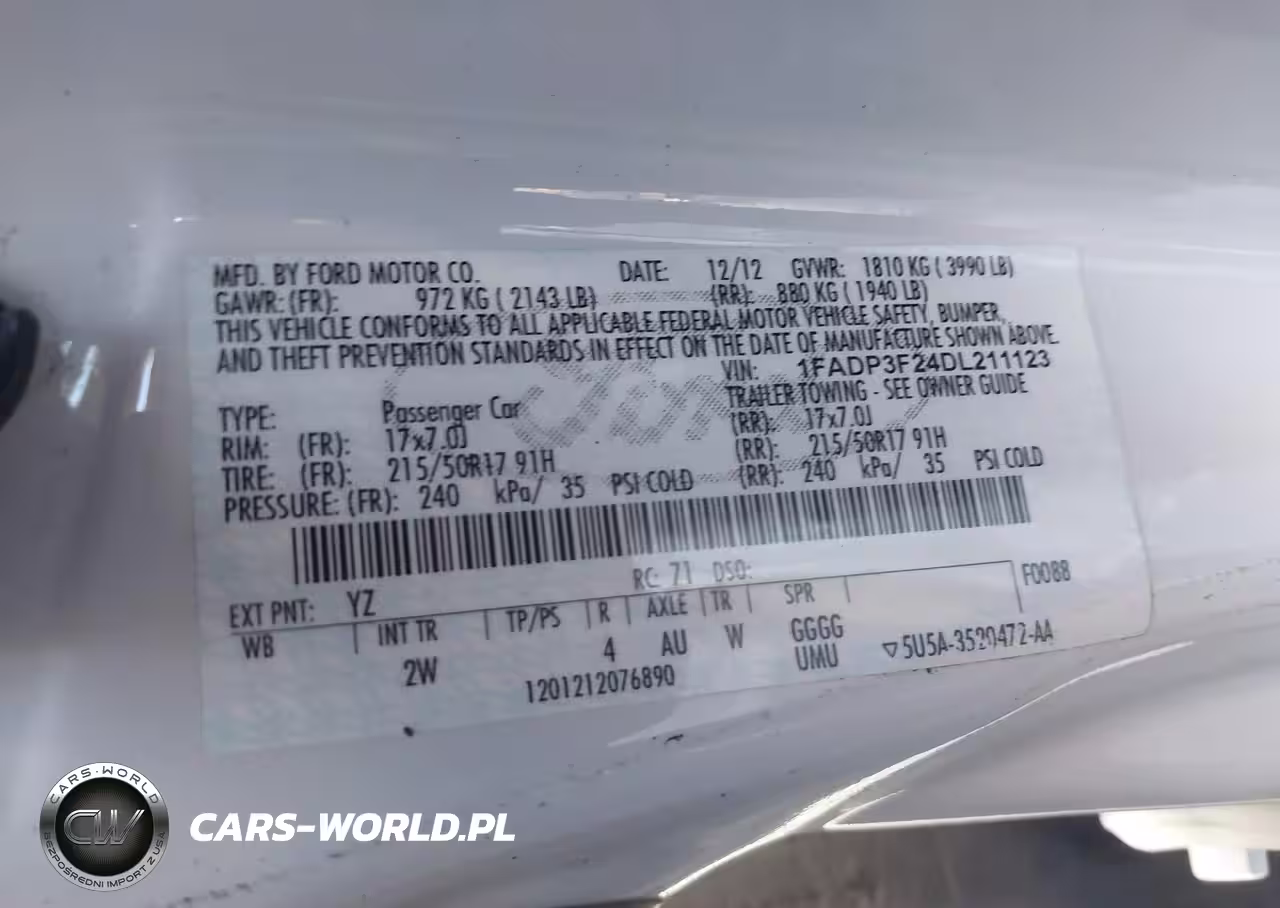 MFD. BY FORD MOTOR CO. DATE: 12/12 GVWR: 1810 KG ( 3990 LB)
GAWR: (FR): 972 KG ( 2143 LB) (RR): 880 KG ( 1940 LB)
THIS VEHICLE CONFORMS TO ALL APPLICABLE FEDERAL MOTOR VEHICLE SAFETY, BUMPER,
AND THEFT PREVENTION STANDARDS IN EFFECT ON THE DATE OF MANUFACTURE SHOWN ABOVE.
VIN: 1FADP3F24DL211123
TRAILER TOWING - SEE OWNER GUIDE
TYPE: Passenger Car
RIM: (FR): 17x7.0J (RR): 17x7.0J
TIRE: (FR): 215/50R17 91H (RR): 215/50R17 91H
PRESSURE: (FR): 240 kPa/ 35 PSI COLD (RR): 240 kPa/ 35 PSI COLD
RC: 71 DSO:
EXT PNT: YZ F0088
WB INT TR TP/PS R AXLE TR SPR
2W 4 AU W GGGG
UMU
1201212076890 ▽5U5A-3520472-AA
CARS-WORLD
CW
BEZPOŚREDNI IMPORT Z USA
CARS-WORLD.PL